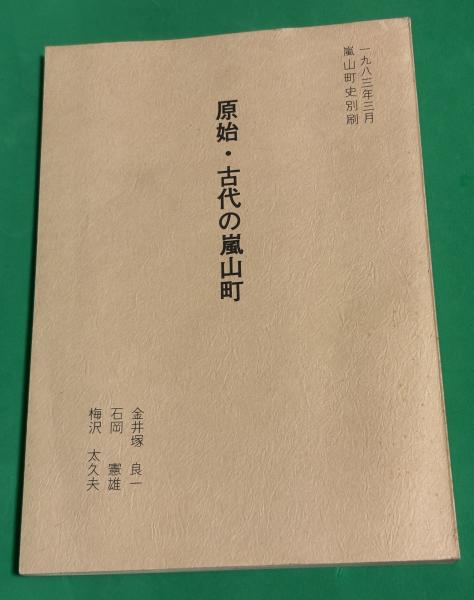 一九八三年三月
嵐山町史別刷
原始・古代の嵐山町
金井塚 良一
石岡 憲雄
梅沢 太久夫